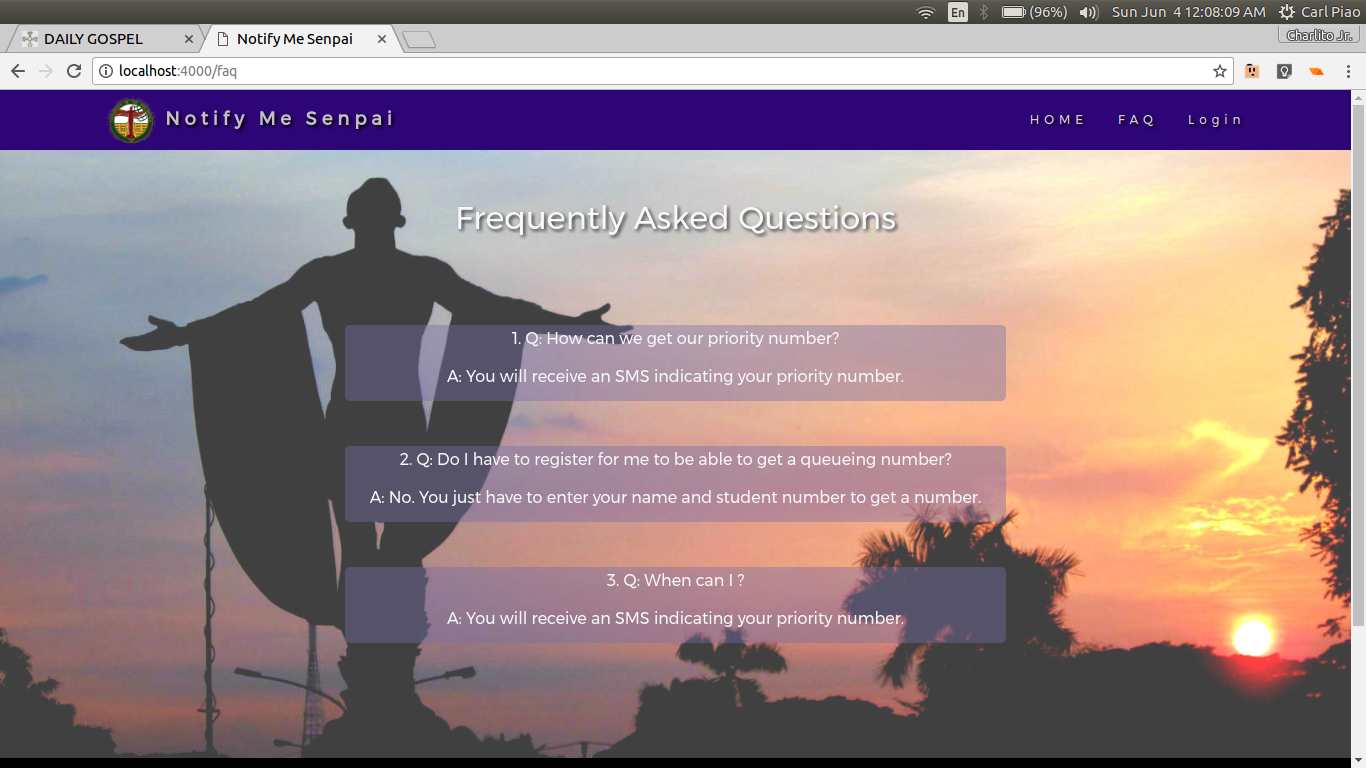 En (96%) Sun Jun 4 12:08:09 AM Carl Piao
DAILY GOSPEL Notify Me Senpai Charlito Jr.
localhost:4000/faq
Notify Me Senpai HOME FAQ Login
Frequently Asked Questions
1. Q: How can we get our priority number?
A: You will receive an SMS indicating your priority number.
2. Q: Do I have to register for me to be able to get a queueing number?
A: No. You just have to enter your name and student number to get a number.
3. Q: When can I ?
A: You will receive an SMS indicating your priority number.